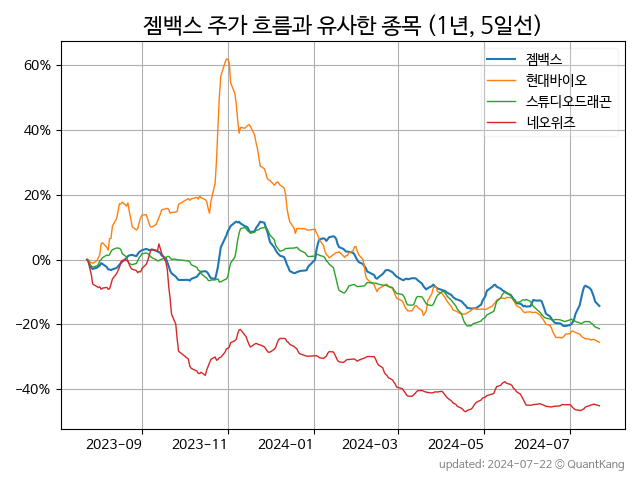 젬백스 주가 흐름과 유사한 종목 (1년, 5일선)
젬백스
현대바이오
스튜디오드래곤
네오위즈
60%
40%
20%
0%
−20%
−40%
2023-09
2023-11
2024-01
2024-03
2024-05
2024-07
updated: 2024-07-22 © QuantKang